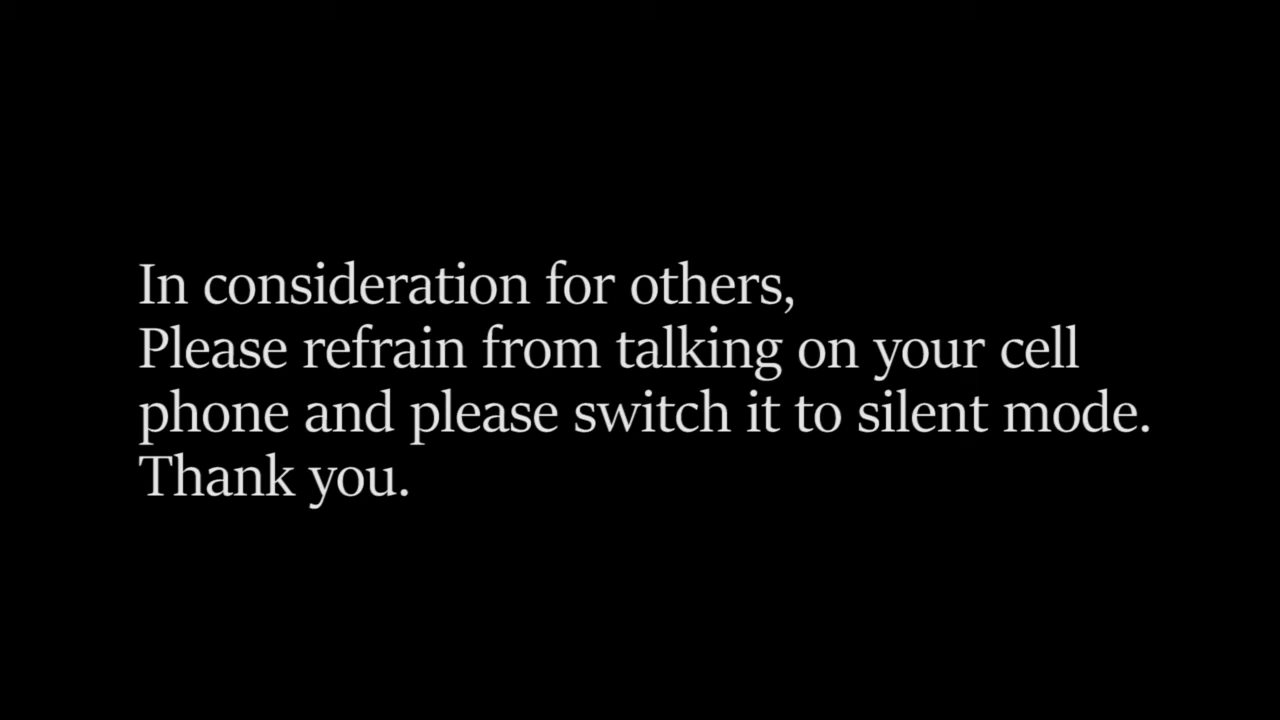 In consideration for others,
Please refrain from talking on your cell
phone and please switch it to silent mode.
Thank you.